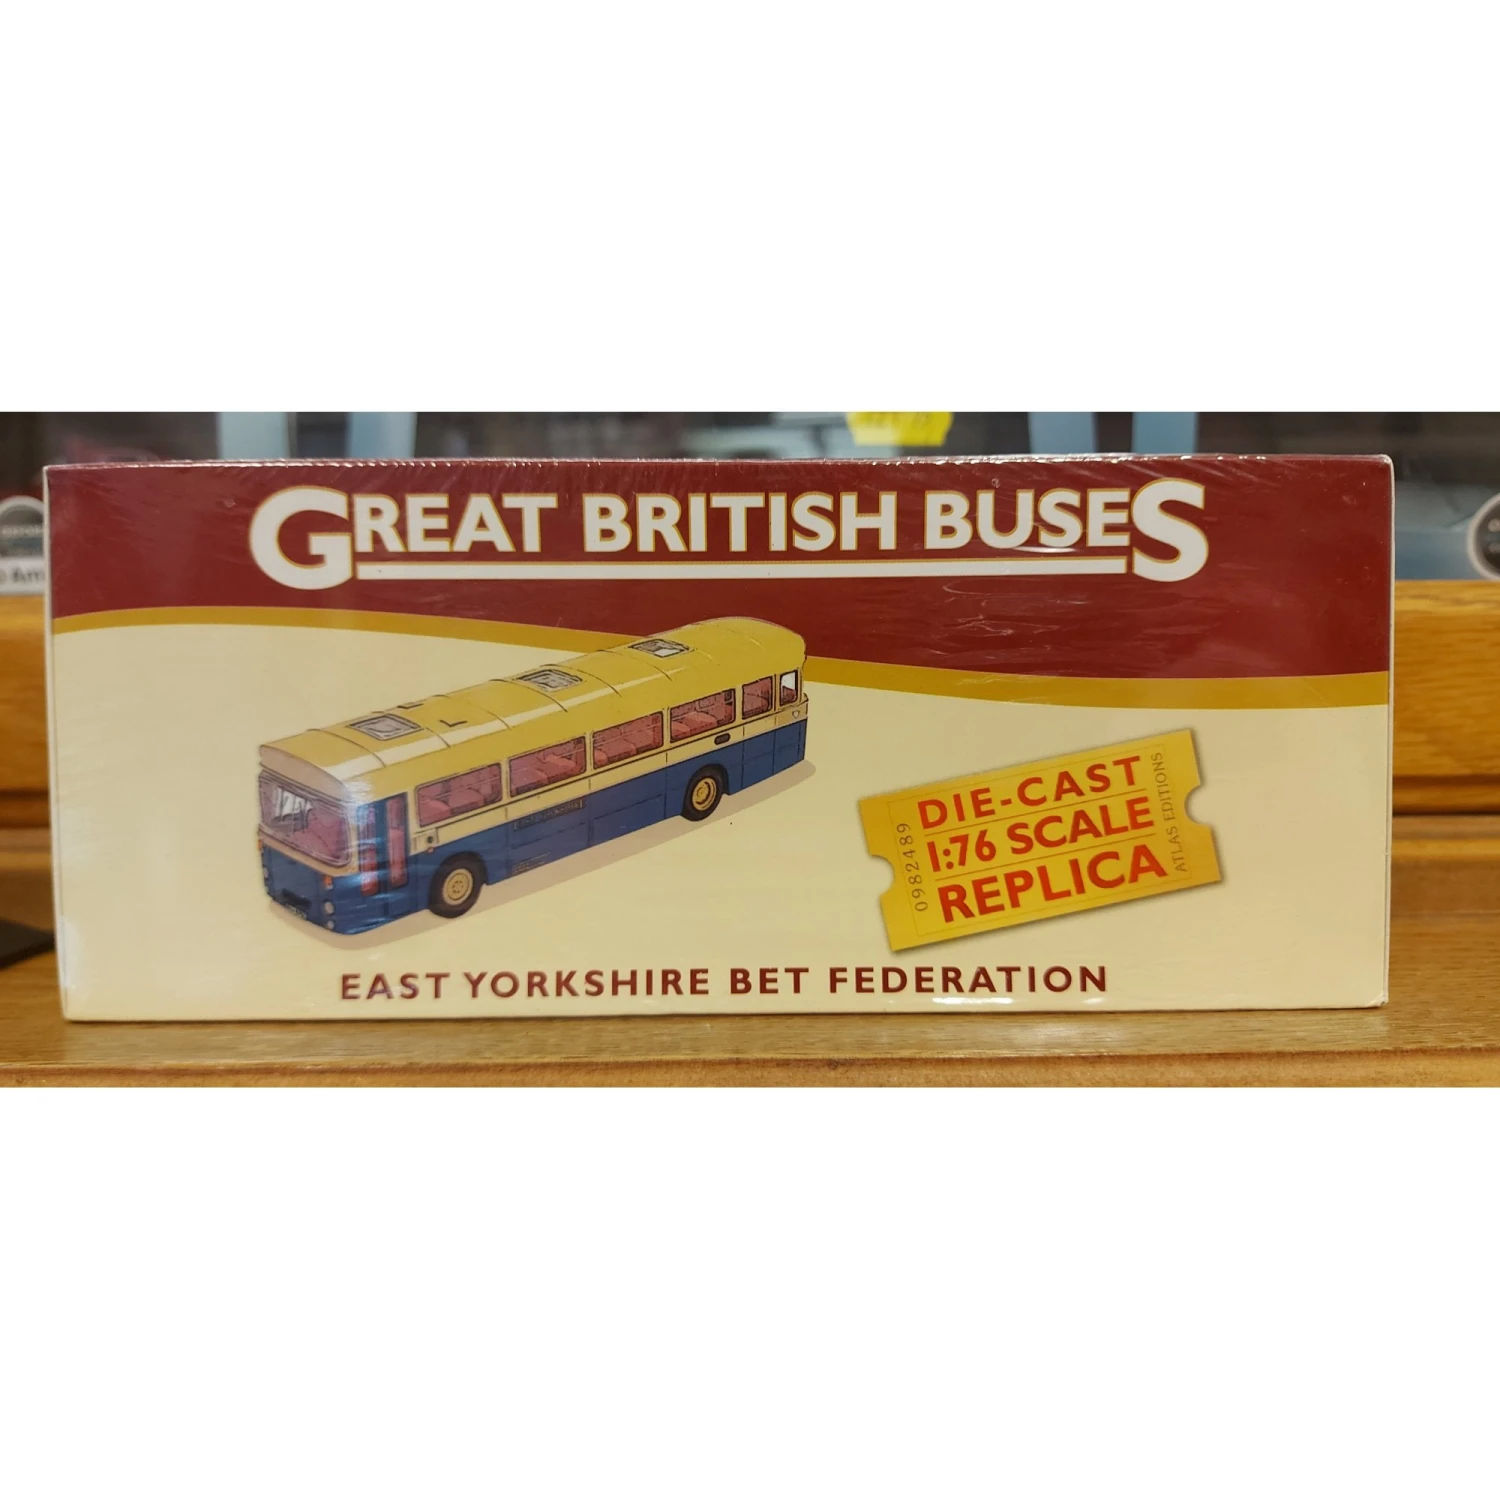 GREAT BRITISH BUSES
DIE-CAST
1:76 SCALE
REPLICA
0982489
ATLAS EDITIONS
EAST YORKSHIRE BET FEDERATION